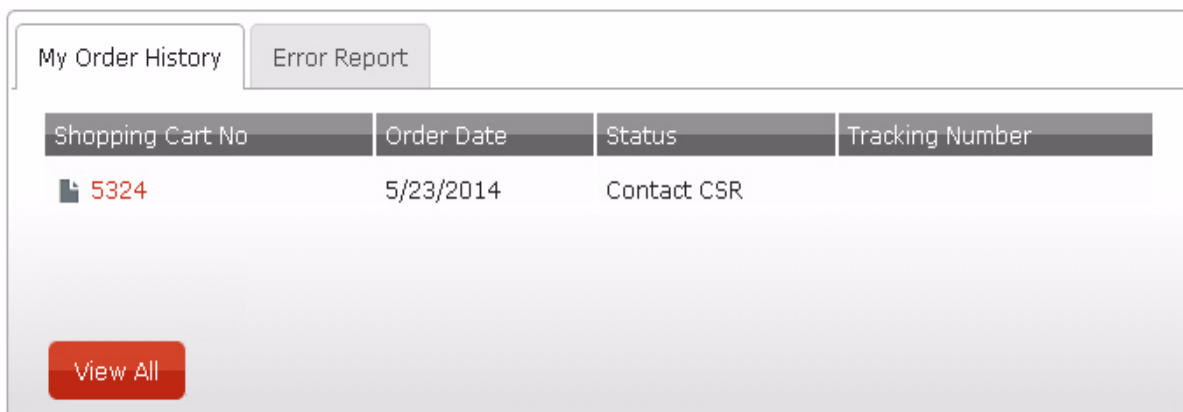 My Order History Error Report
Shopping Cart No Order Date Status Tracking Number
5324 5/23/2014 Contact CSR
View All